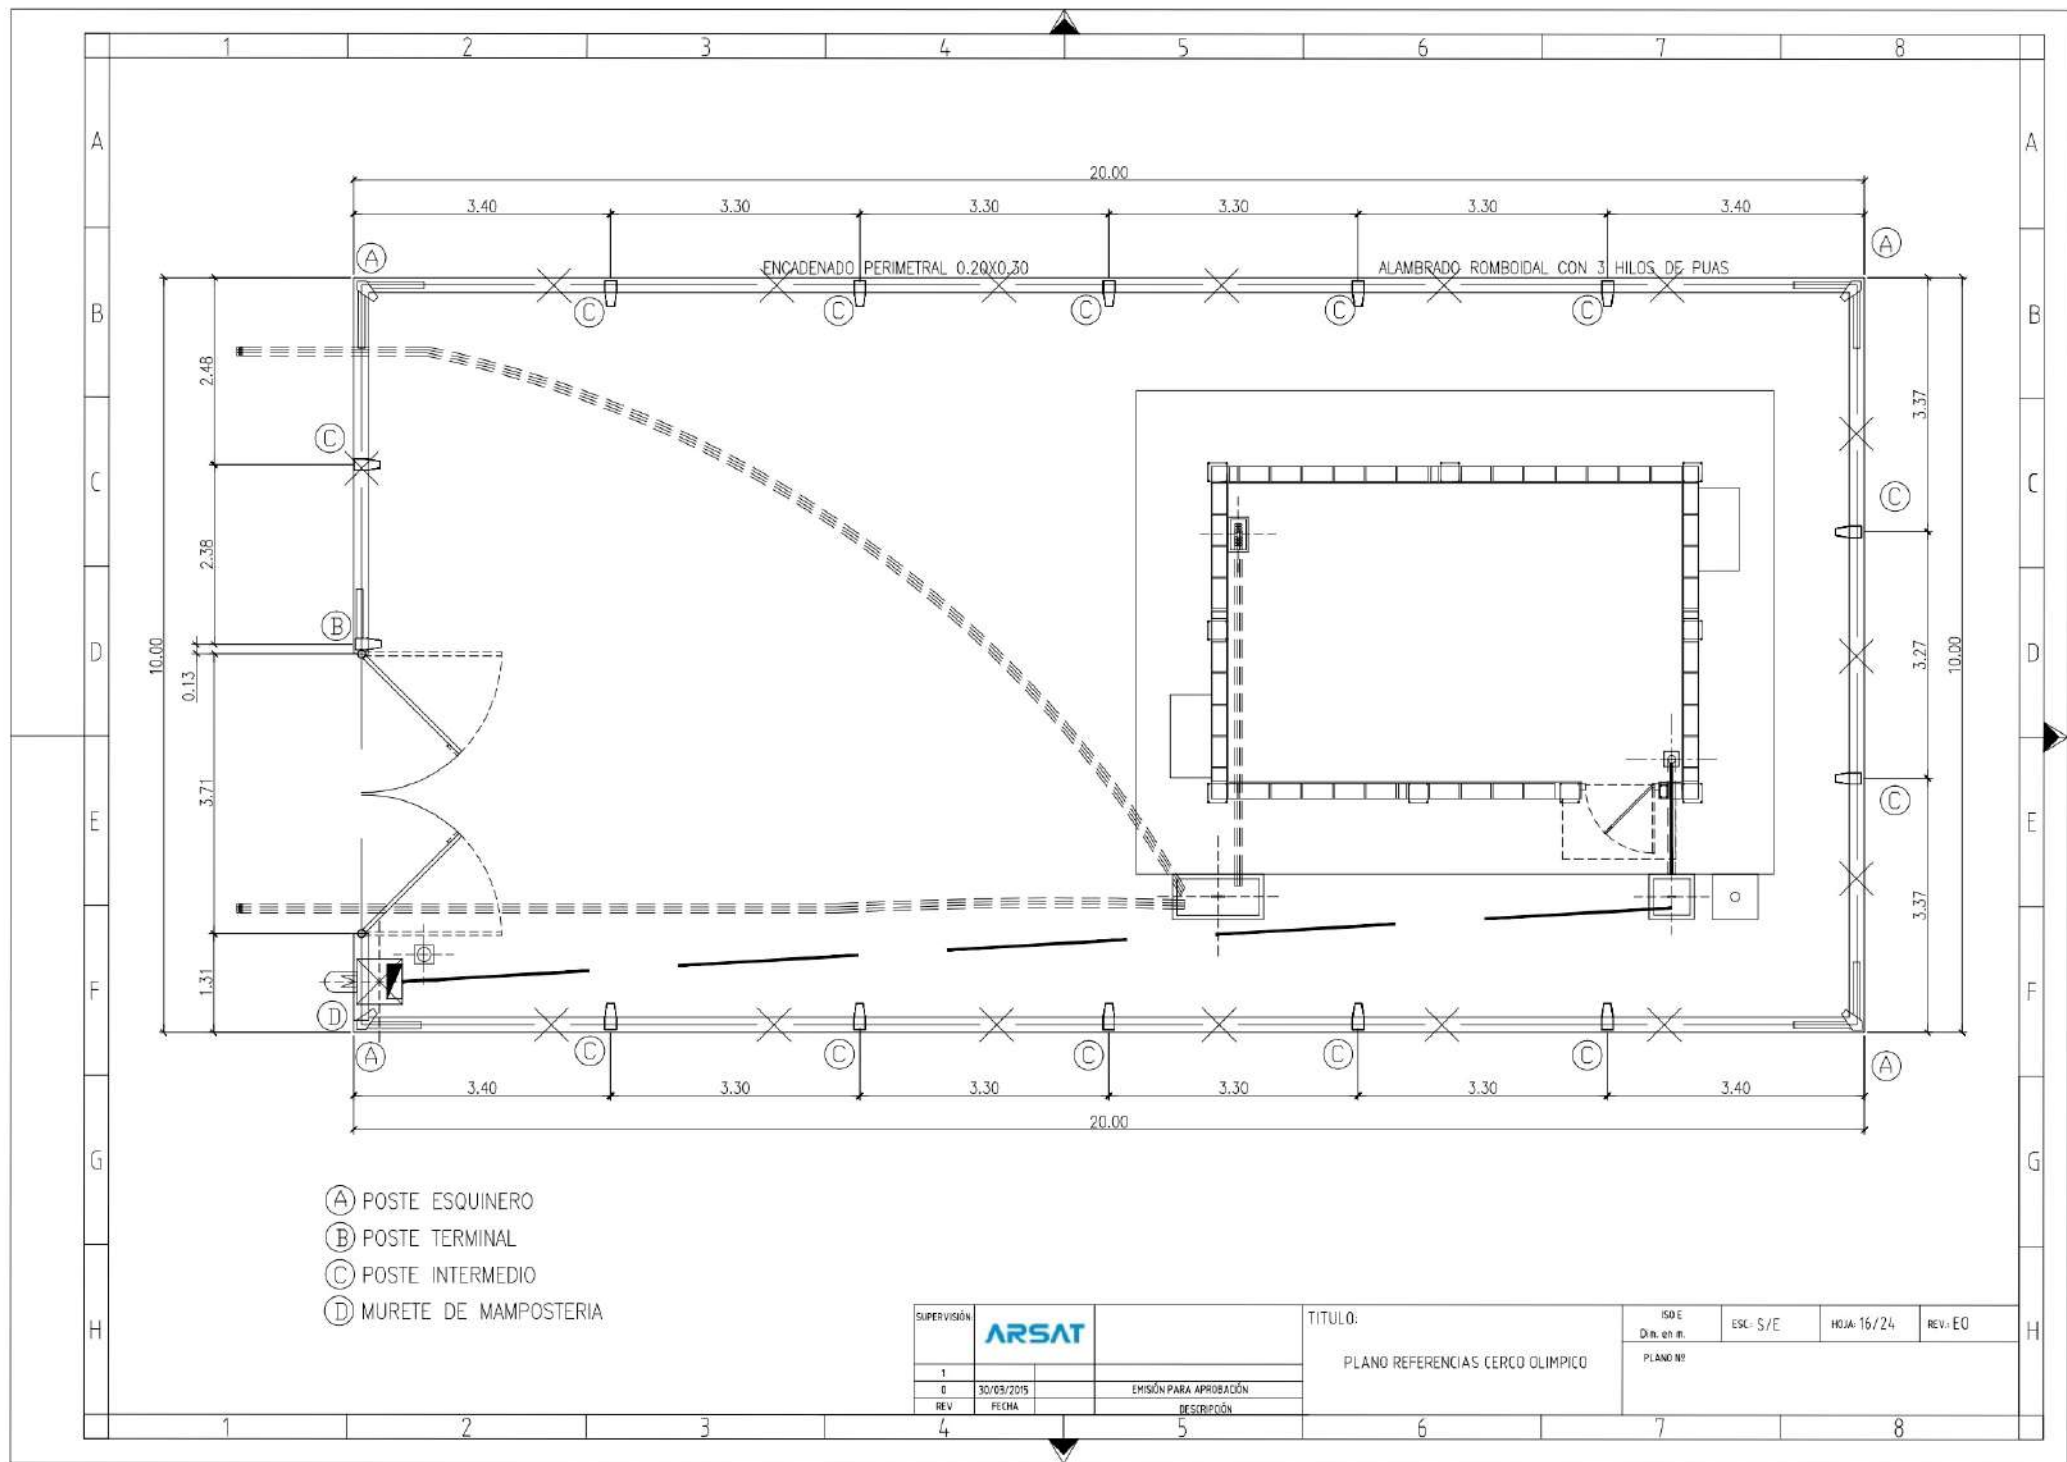 1 2 3 4 5 6 7 8
A A
20.00
3.40 3.30 3.30 3.30 3.30 3.40
A A
ENCADENADO PERIMETRAL 0.20X0.30 ALAMBRADO ROMBOIDAL CON 3 HILOS DE PUAS
B B
C C C C C
2.48 3.37
C
C C
C
2.38
B
D D
10.00 0.13 3.27 10.00
3.71
E E
C
3.37
1.31
F F
D
A C C C C C A
3.40 3.30 3.30 3.30 3.30 3.40
20.00
G G
A POSTE ESQUINERO
B POSTE TERMINAL
C POSTE INTERMEDIO
D MURETE DE MAMPOSTERIA
H H
SUPERVISIÓN:
ARSAT
1
0 30/03/2015 EMISIÓN PARA APROBACIÓN
REV FECHA DESCRIPCIÓN
TITULO:
PLANO REFERENCIAS CERCO OLIMPICO
ISO E
Dim. en m.
ESC.: S/E
HOJA: 16/24
REV.: E0
PLANO Nº
1 2 3 4 5 6 7 8